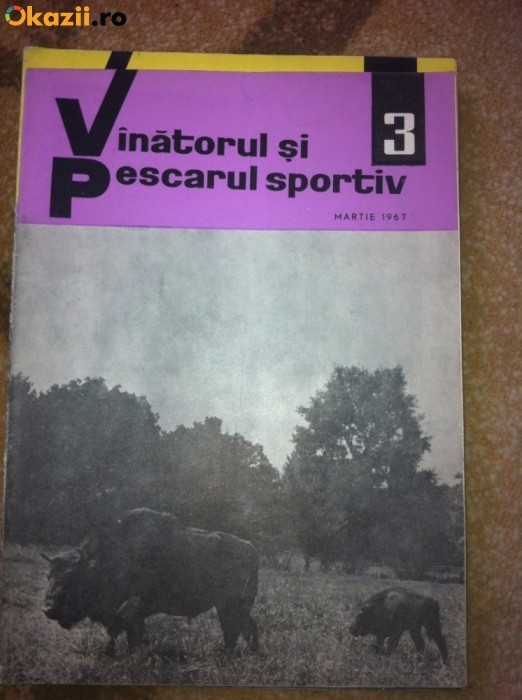 Okazii.ro
Vînătorul și
Pescarul sportiv
3
MARTIE 1967